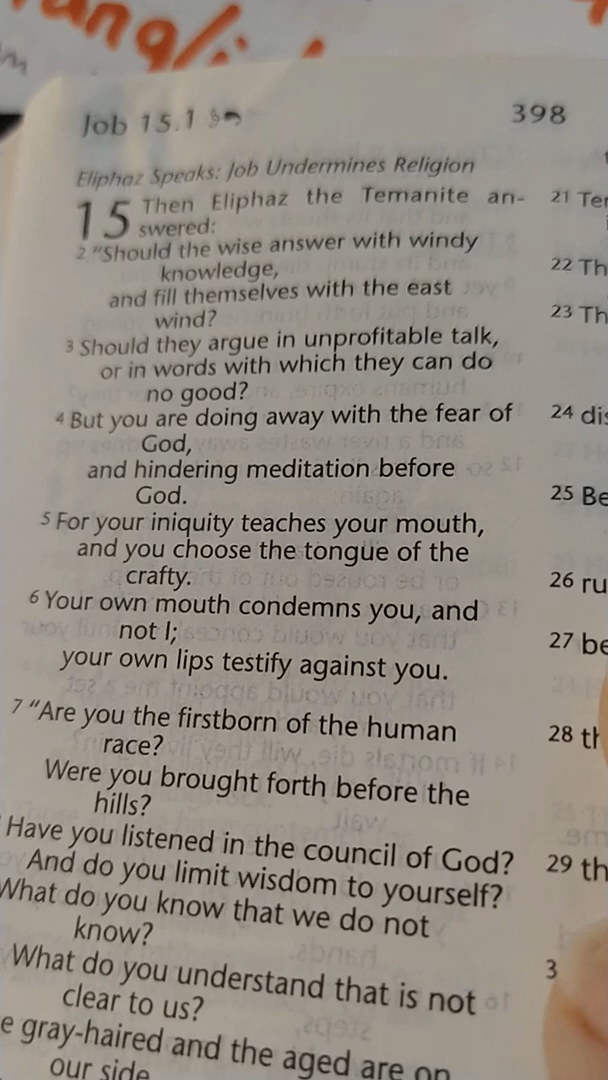 Job 15.1
398
Eliphaz Speaks: Job Undermines Religion
15 Then Eliphaz the Temanite an-
swered:
2 "Should the wise answer with windy
knowledge,
and fill themselves with the east
wind?
3 Should they argue in unprofitable talk,
or in words with which they can do
no good?
4 But you are doing away with the fear of
God,
and hindering meditation before
God.
5 For your iniquity teaches your mouth,
and you choose the tongue of the
crafty.
6 Your own mouth condemns you, and
not I;
your own lips testify against you.
7 "Are you the firstborn of the human
race?
Were you brought forth before the
hills?
Have you listened in the council of God?
And do you limit wisdom to yourself?
What do you know that we do not
know?
What do you understand that is not
clear to us?
gray-haired and the aged are on
our side
21
22
23
24
25
26
27
28
29
3